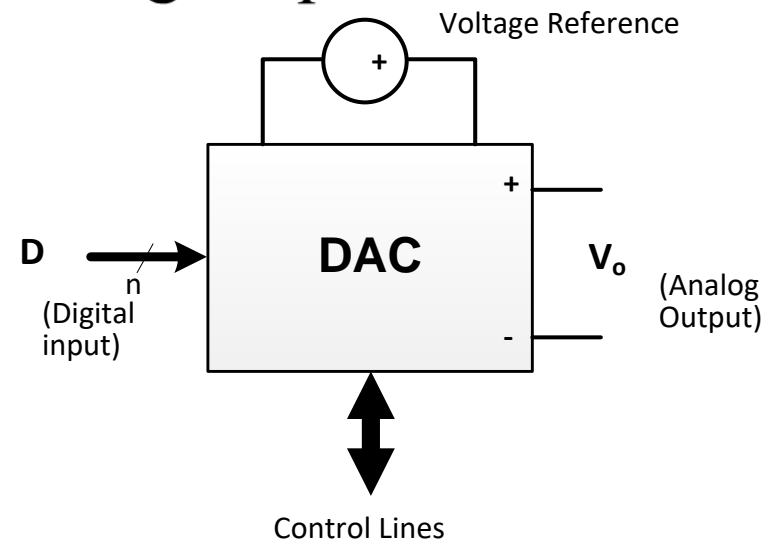 Voltage Reference
+
+
DAC
D
n
(Digital
input)
Vₒ
(Analog
Output)
-
Control Lines